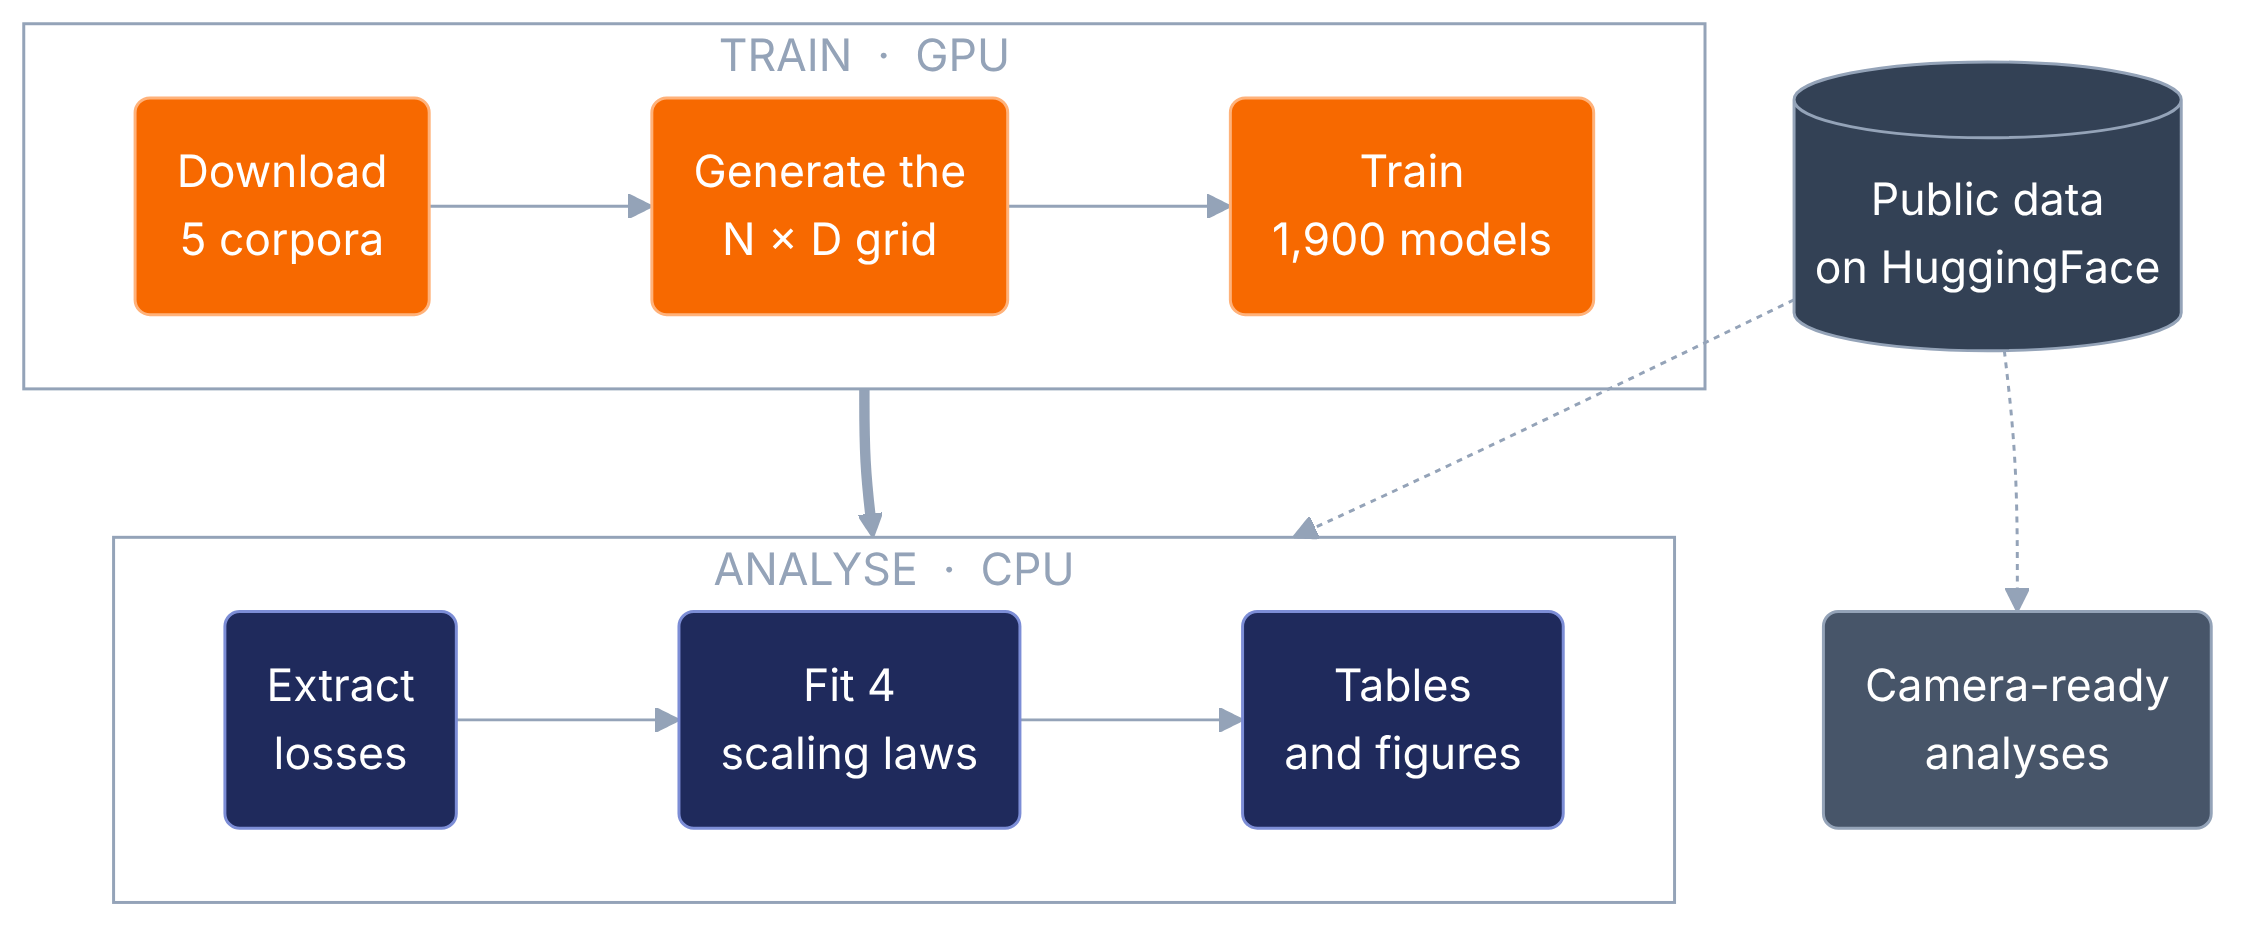 TRAIN · GPU
Download
5 corpora
Generate the
N × D grid
Train
1,900 models
Public data
on HuggingFace
ANALYSE · CPU
Extract
losses
Fit 4
scaling laws
Tables
and figures
Camera-ready
analyses